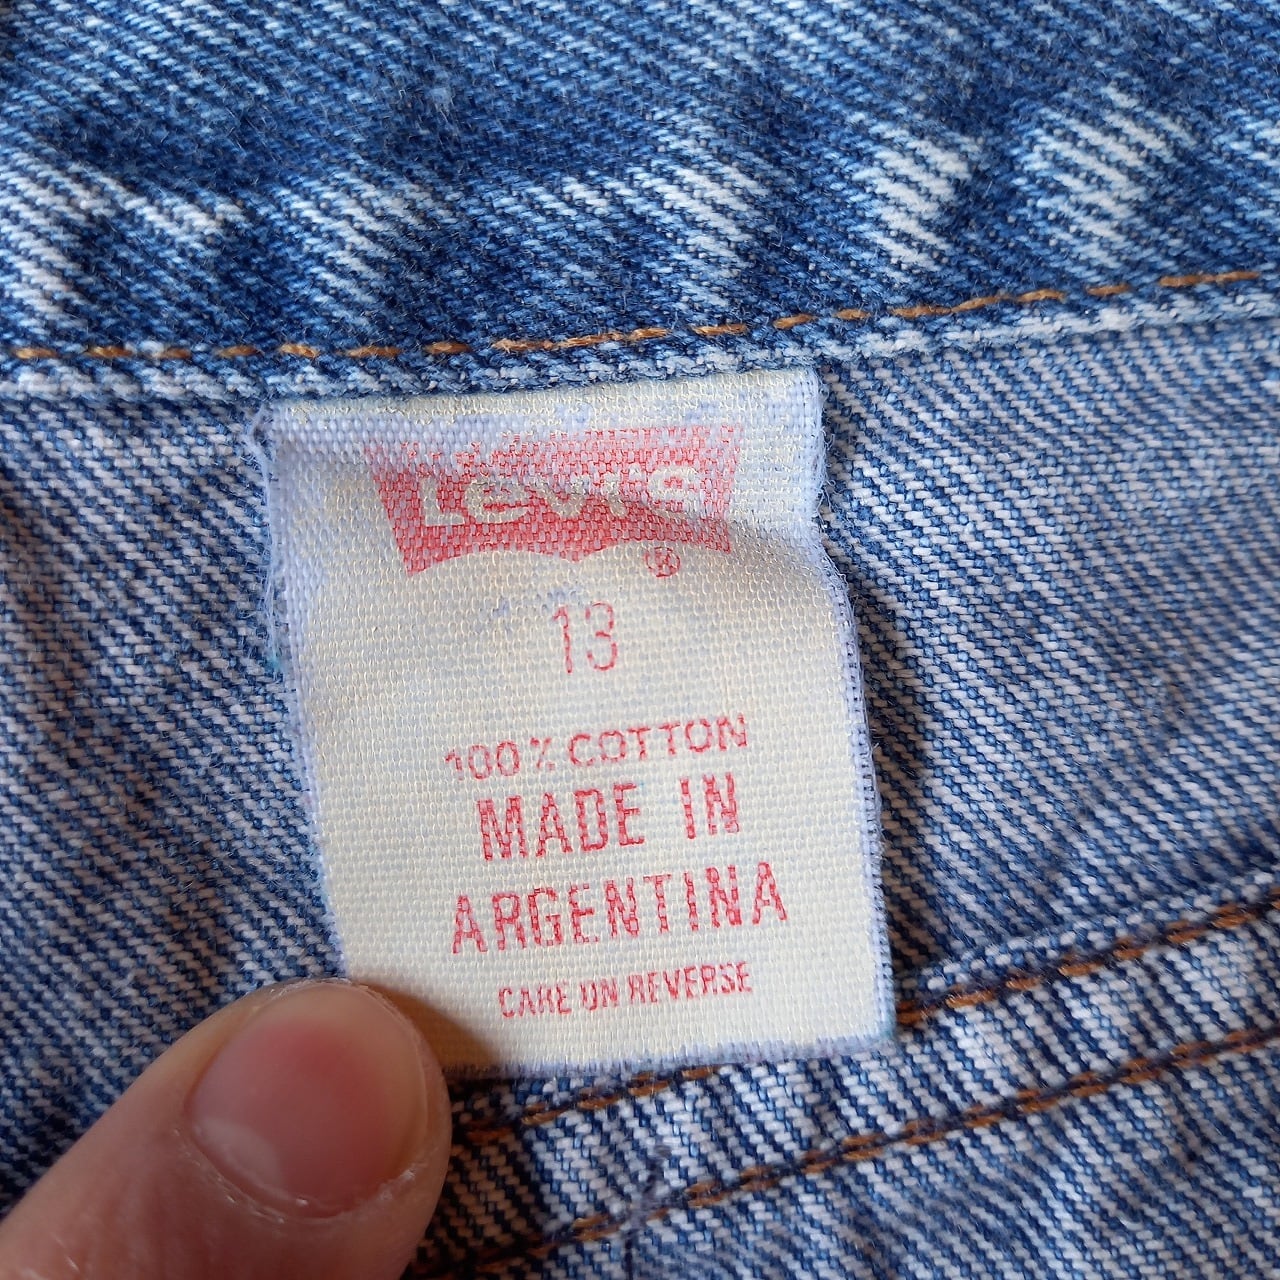 Levi's
®
13
100% COTTON
MADE IN
ARGENTINA
CARE ON REVERSE